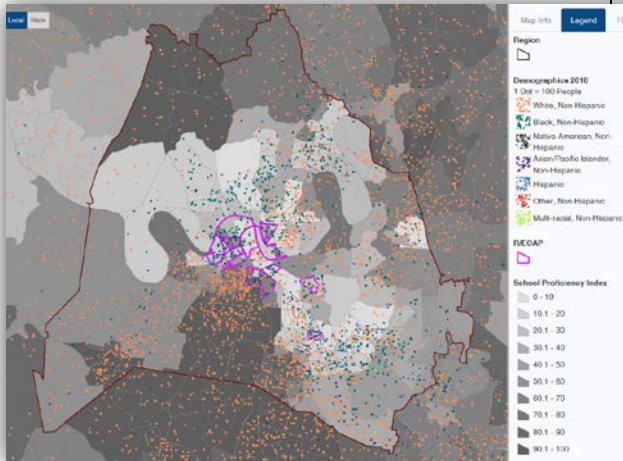 Local State
Map Info Legend
Region
Demographics 2010
1 Dot = 100 People
White, Non-Hispanic
Black, Non-Hispanic
Native American, Non-
Hispanic
Asian/Pacific Islander,
Non-Hispanic
Hispanic
Other, Non-Hispanic
Multi-racial, Non-Hispanic
R/ECAP
School Proficiency Index
0 - 10
10.1 - 20
20.1 - 30
30.1 - 40
40.1 - 50
50.1 - 60
60.1 - 70
70.1 - 80
80.1 - 90
90.1 - 100